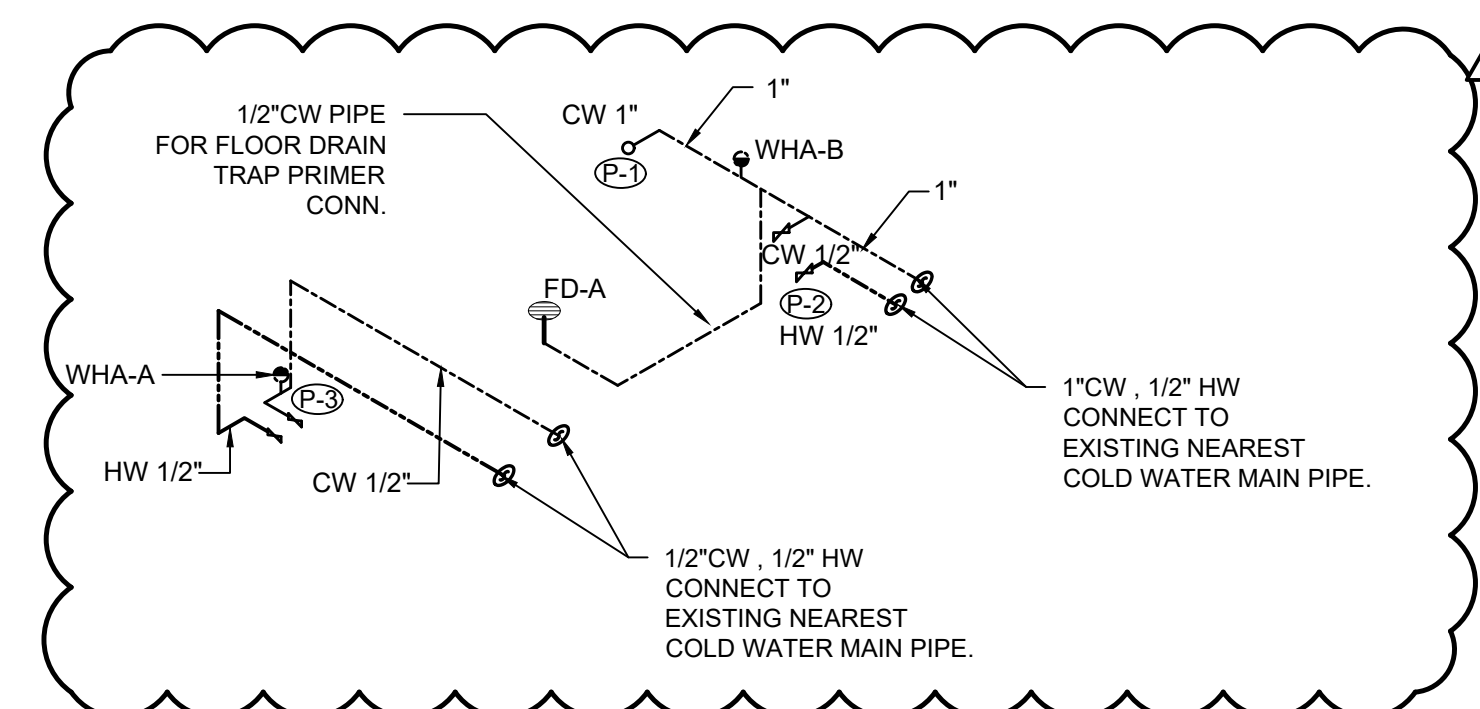 1/2"CW PIPE
FOR FLOOR DRAIN
TRAP PRIMER
CONN.
CW 1"
1"
P-1
WHA-B
1"
CW 1/2"
P-2
HW 1/2"
FD-A
WHA-A
P-3
HW 1/2"
CW 1/2"
1"CW , 1/2" HW
CONNECT TO
EXISTING NEAREST
COLD WATER MAIN PIPE.
1/2"CW , 1/2" HW
CONNECT TO
EXISTING NEAREST
COLD WATER MAIN PIPE.